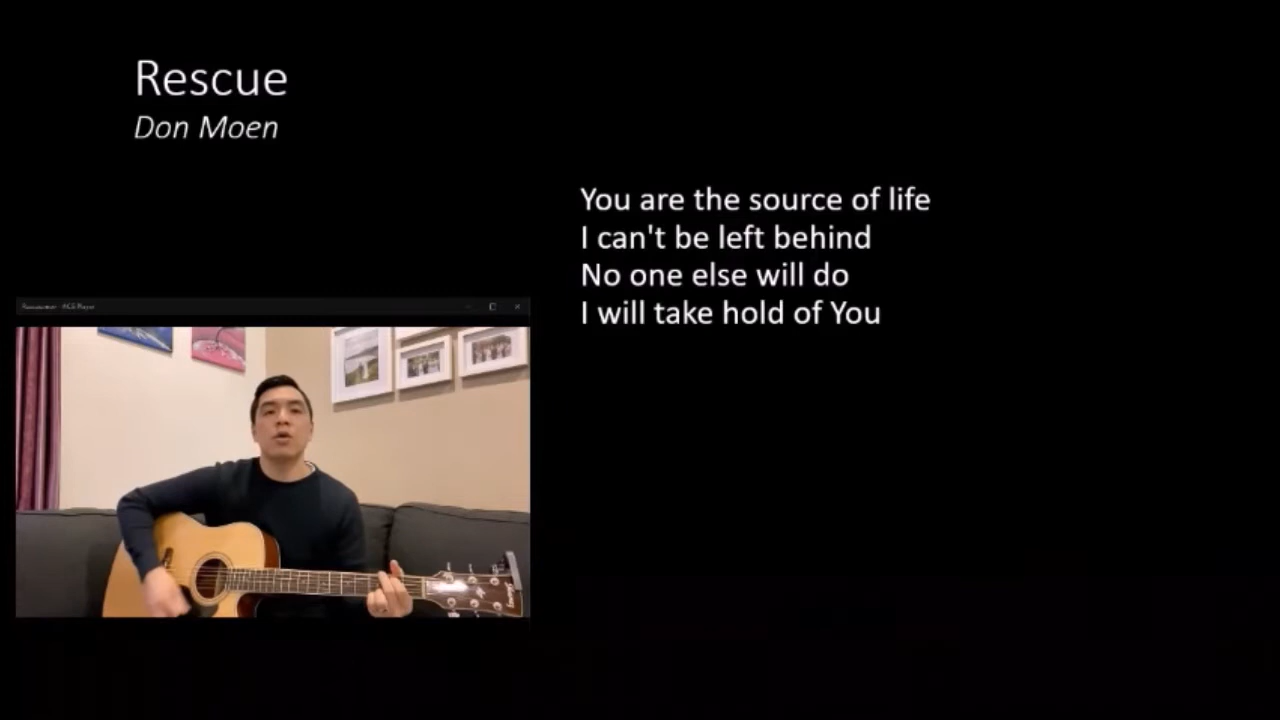 Rescue
Don Moen
You are the source of life
I can't be left behind
No one else will do
I will take hold of You